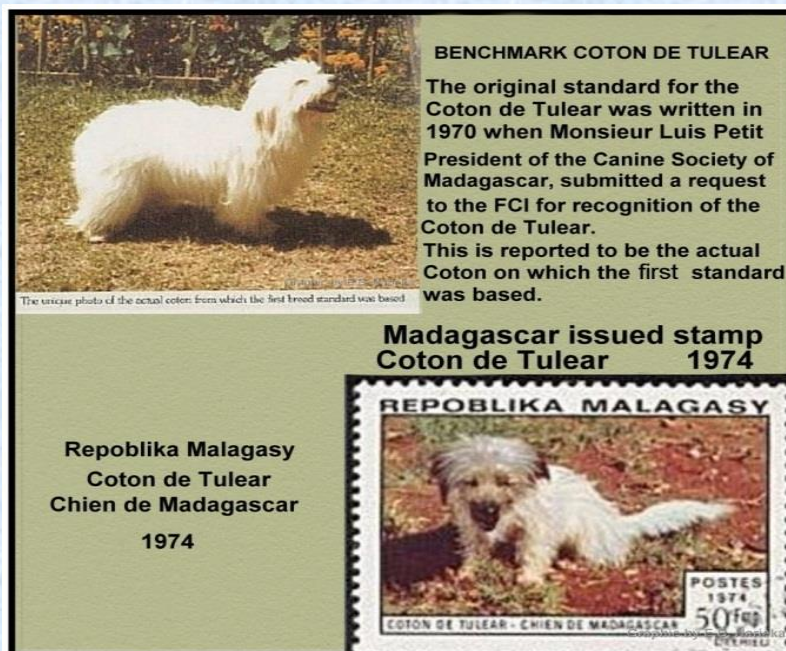 BENCHMARK COTON DE TULEAR
The original standard for the
Coton de Tulear was written in
1970 when Monsieur Luis Petit
President of the Canine Society of
Madagascar, submitted a request
to the FCI for recognition of the
Coton de Tulear.
This is reported to be the actual
Coton on which the first standard
was based.
The unique photo of the actual coton from which the first breed standard was based
Madagascar issued stamp
Coton de Tulear 1974
Repoblika Malagasy
Coton de Tulear
Chien de Madagascar
1974
REPOBLIKA MALAGASY
POSTES
1974
50 fmg
COTON DE TULEAR - CHIEN DE MADAGASCAR
Graphic by